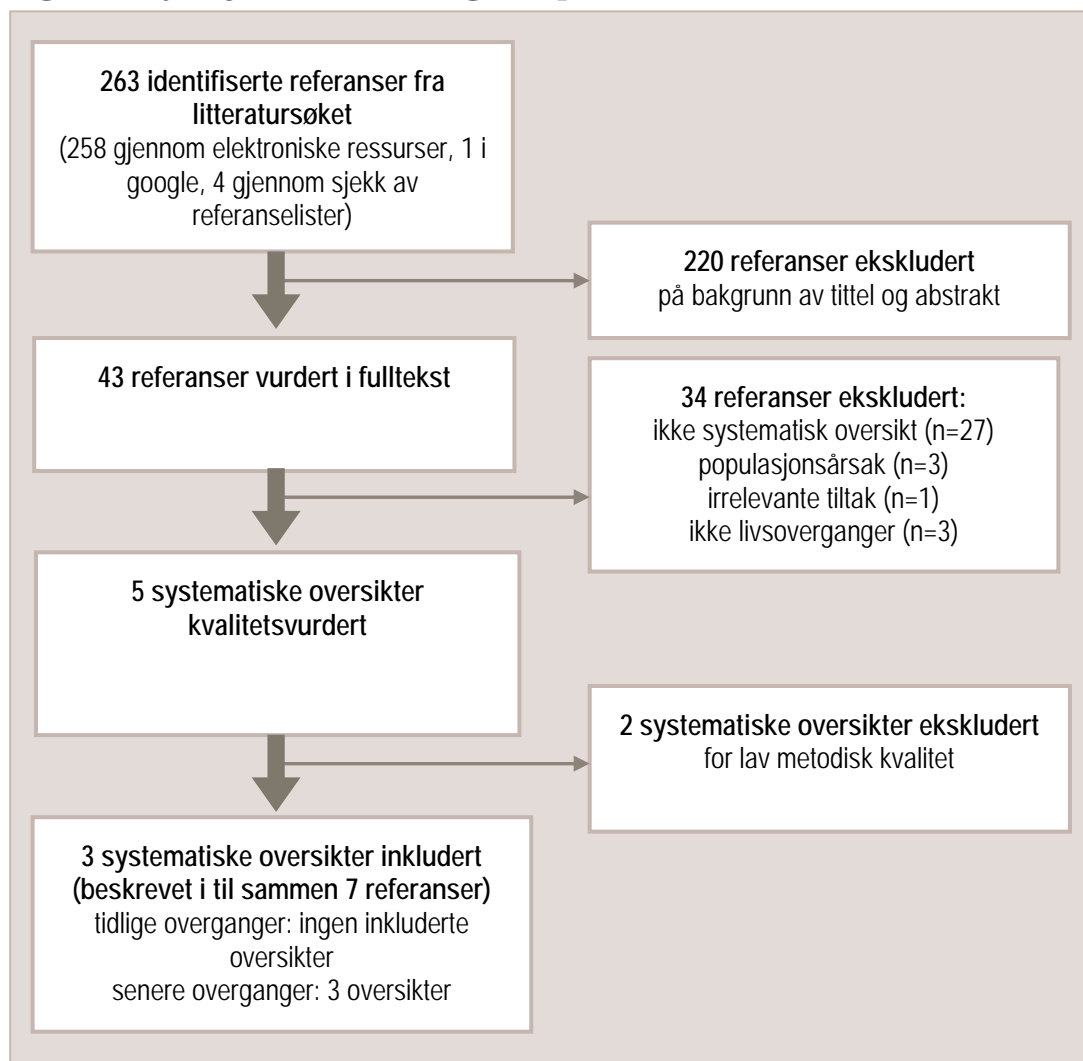 263 identifiserte referanser fra
litteratursøket
(258 gjennom elektroniske ressurser, 1 i
google, 4 gjennom sjekk av
referanselister)
220 referanser ekskludert
på bakgrunn av tittel og abstrakt
43 referanser vurdert i fulltekst
34 referanser ekskludert:
ikke systematisk oversikt (n=27)
populasjonsårsak (n=3)
irrelevante tiltak (n=1)
ikke livsoverganger (n=3)
5 systematiske oversikter
kvalitetsvurdert
2 systematiske oversikter ekskludert
for lav metodisk kvalitet
3 systematiske oversikter inkludert
(beskrevet i til sammen 7 referanser)
tidlige overganger: ingen inkluderte
oversikter
senere overganger: 3 oversikter